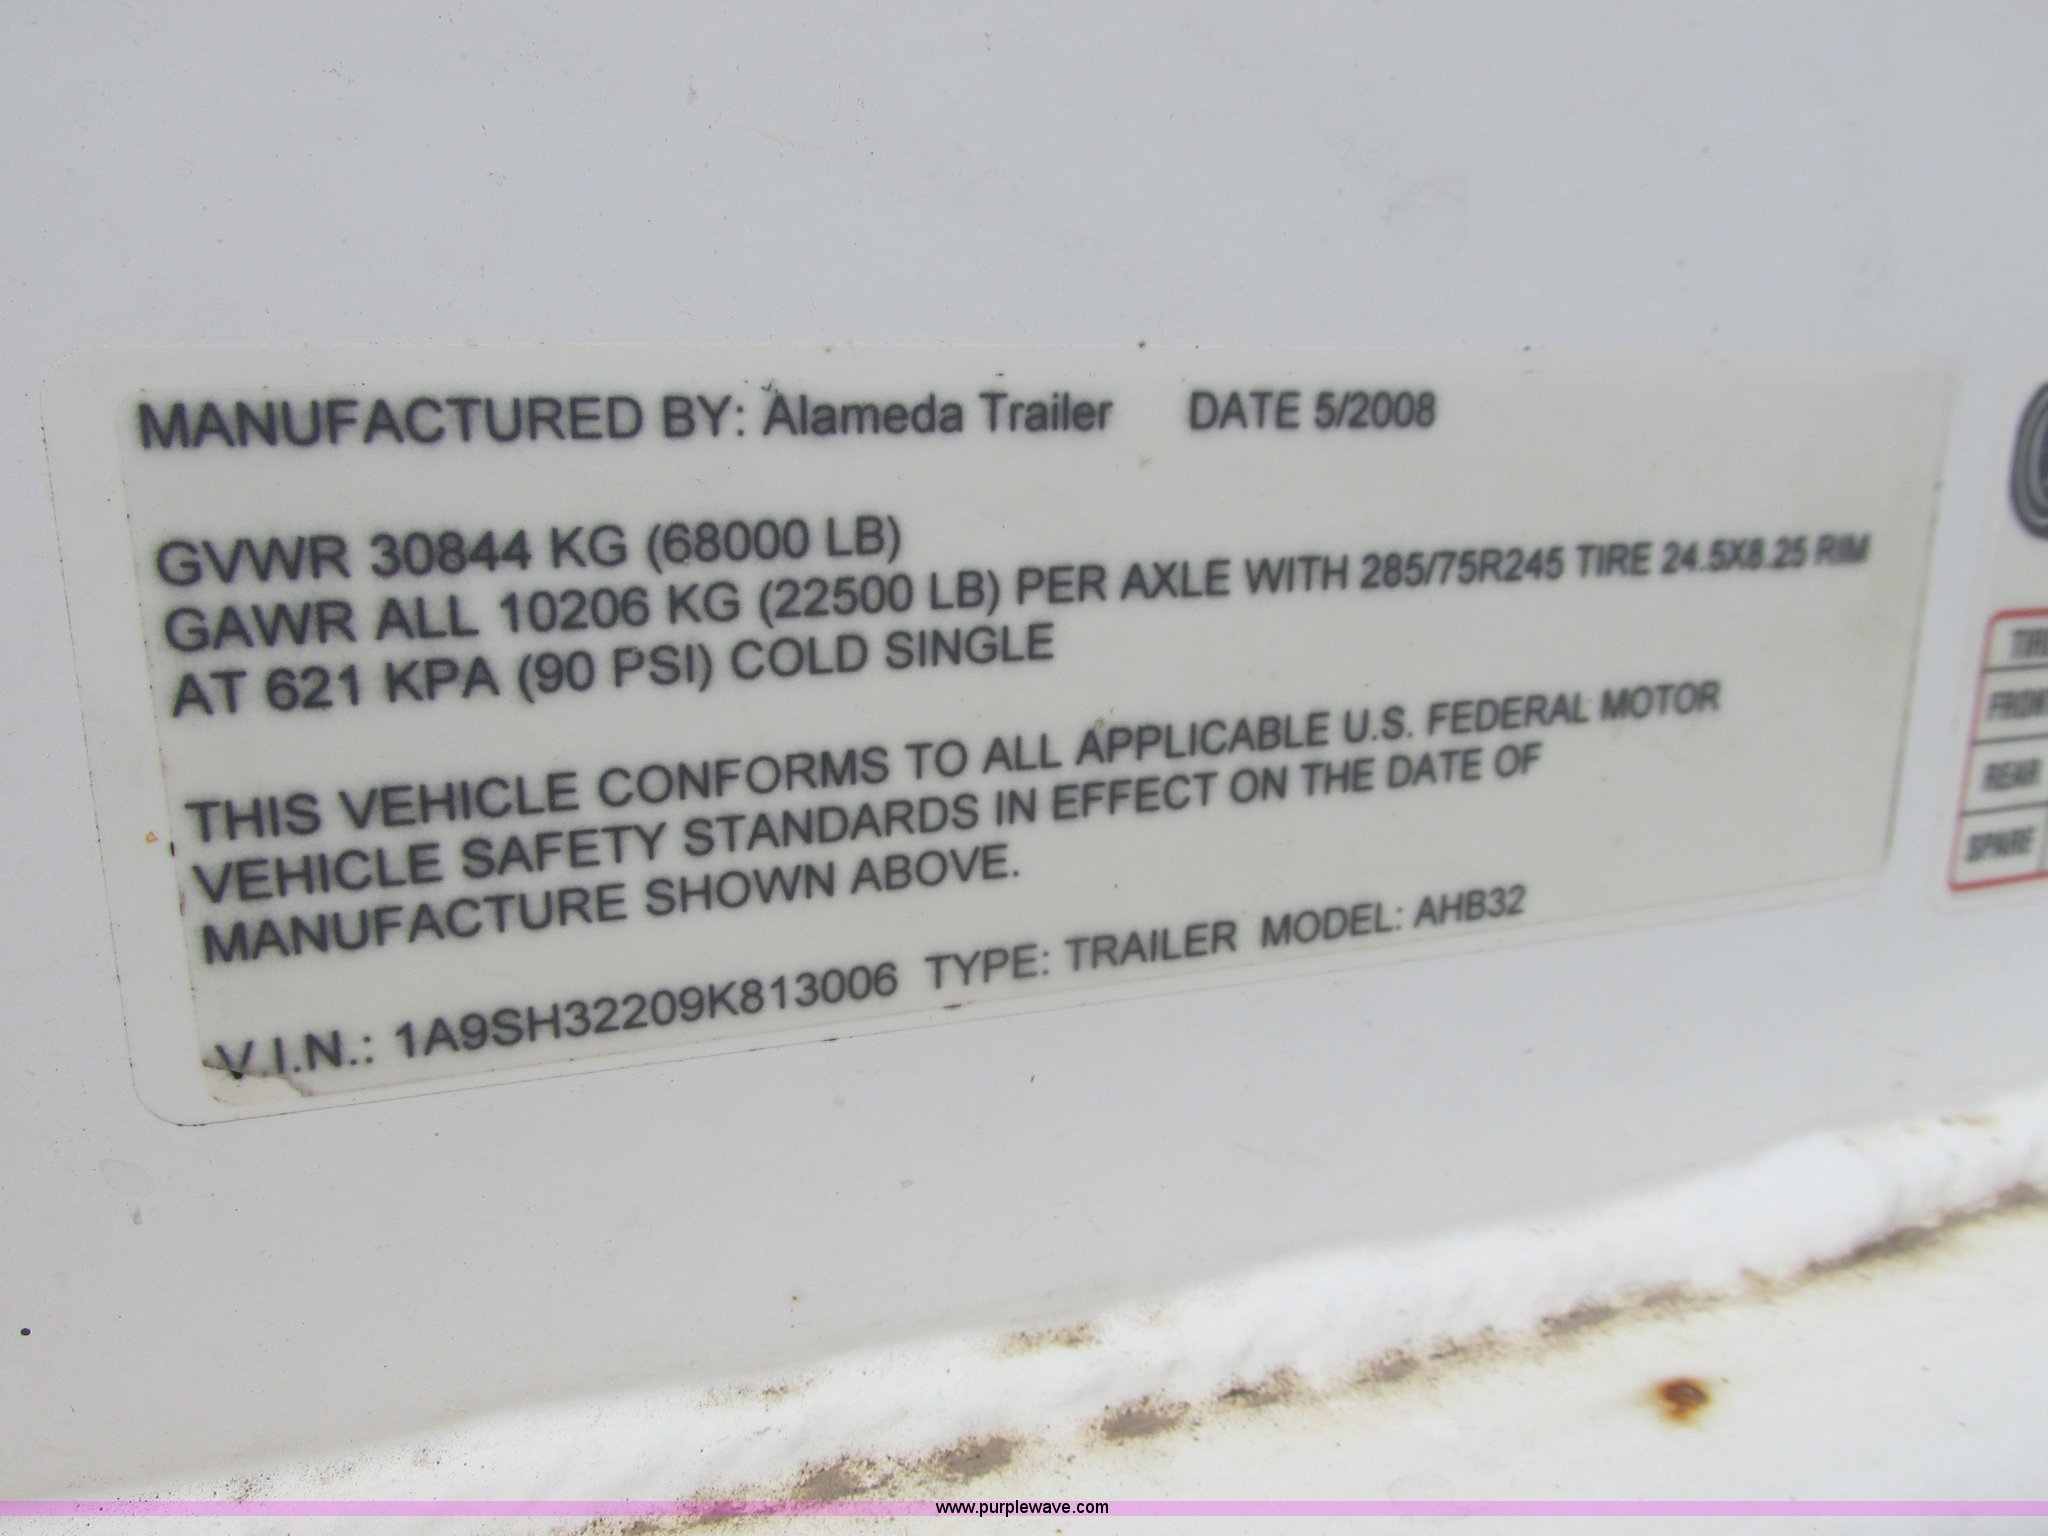 MANUFACTURED BY: Alameda Trailer DATE 5/2008
GVWR 30844 KG (68000 LB)
GAWR ALL 10206 KG (22500 LB) PER AXLE WITH 285/75R245 TIRE 24.5X8.25 RIM
AT 621 KPA (90 PSI) COLD SINGLE
THIS VEHICLE CONFORMS TO ALL APPLICABLE U.S. FEDERAL MOTOR
VEHICLE SAFETY STANDARDS IN EFFECT ON THE DATE OF
MANUFACTURE SHOWN ABOVE.
V.I.N.: 1A9SH32209K813006 TYPE: TRAILER MODEL: AHB32
REAR
SPARE
www.purplewave.com